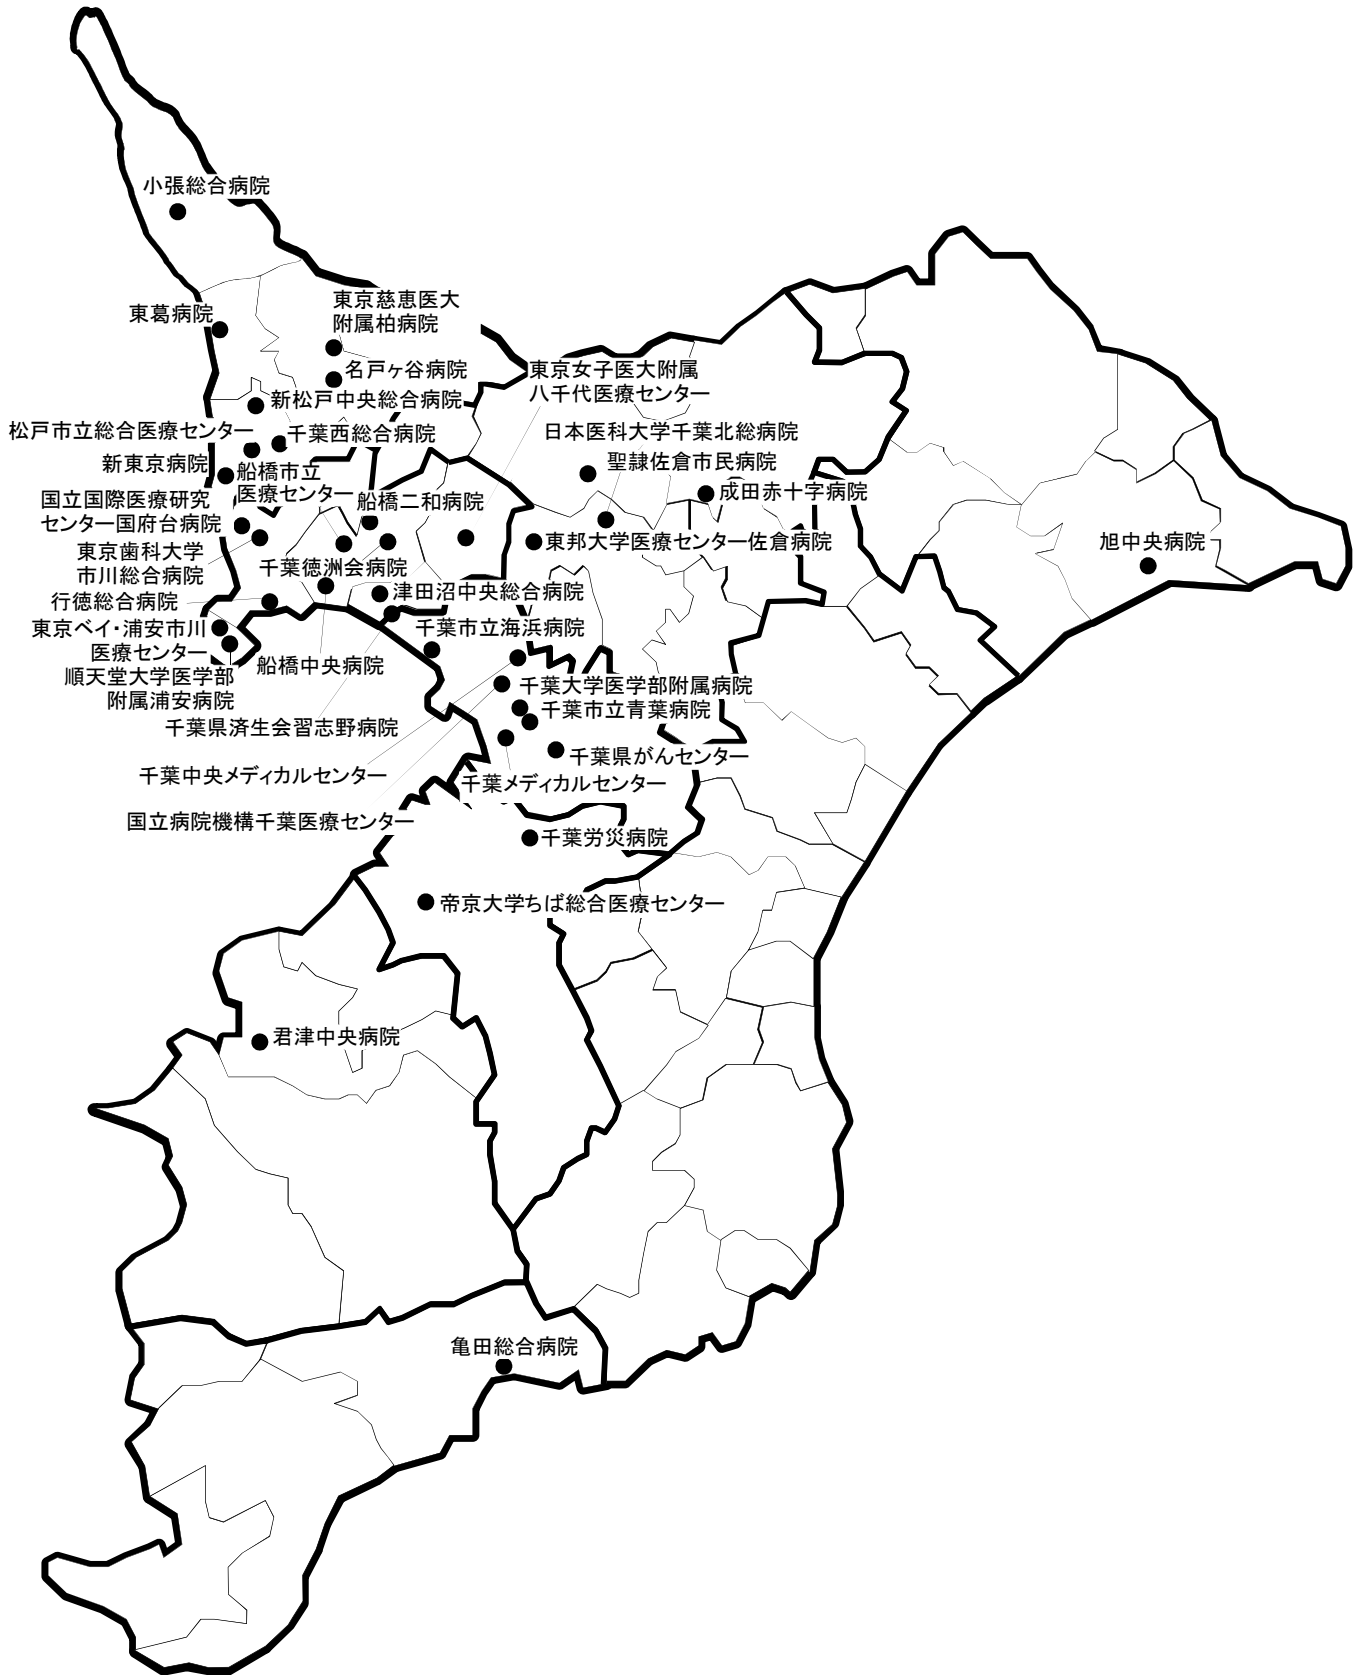 小張総合病院
東葛病院
東京慈恵医大
附属柏病院
名戸ヶ谷病院
新松戸中央総合病院
東京女子医大附属
八千代医療センター
松戸市立総合医療センター
千葉西総合病院
日本医科大学千葉北総病院
新東京病院
船橋市立
医療センター
聖隷佐倉市民病院
国立国際医療研究
センター国府台病院
船橋二和病院
成田赤十字病院
東京歯科大学
市川総合病院
千葉徳洲会病院
東邦大学医療センター佐倉病院
旭中央病院
行徳総合病院
津田沼中央総合病院
東京ベイ・浦安市川
医療センター
千葉市立海浜病院
順天堂大学医学部
附属浦安病院
船橋中央病院
千葉大学医学部附属病院
千葉市立青葉病院
千葉県済生会習志野病院
千葉県がんセンター
千葉中央メディカルセンター
千葉メディカルセンター
国立病院機構千葉医療センター
千葉労災病院
帝京大学ちば総合医療センター
君津中央病院
亀田総合病院